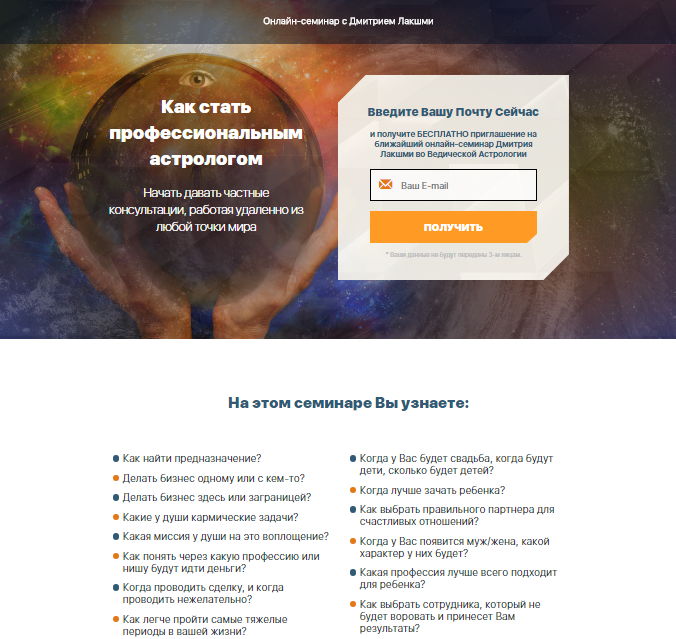 Онлайн-семинар с Дмитрием Лакшми
Как стать
профессиональным
астрологом
Начать давать частные
консультации, работая удаленно из
любой точки мира
Введите Вашу Почту Сейчас
и получите БЕСПЛАТНО приглашение на
ближайший онлайн-семинар Дмитрия
Лакшми во Ведической Астрологии
Ваш E-mail
ПОЛУЧИТЬ
* Ваши данные не будут переданы 3-м лицам.
На этом семинаре Вы узнаете:
Как найти предназначение?
Делать бизнес одному или с кем-то?
Делать бизнес здесь или заграницей?
Какие у души кармические задачи?
Какая миссия у души на это воплощение?
Как понять через какую профессию или
нишу будут идти деньги?
Когда проводить сделку, и когда
проводить нежелательно?
Как легче пройти самые тяжелые
периоды в вашей жизни?
Когда у Вас будет свадьба, когда будут
дети, сколько будет детей?
Когда лучше зачать ребенка?
Как выбрать правильного партнера для
счастливых отношений?
Когда у Вас появится муж/жена, какой
характер у них будет?
Какая профессия лучше всего подходит
для ребенка?
Как выбрать сотрудника, который не
будет воровать и принесет Вам
результаты?